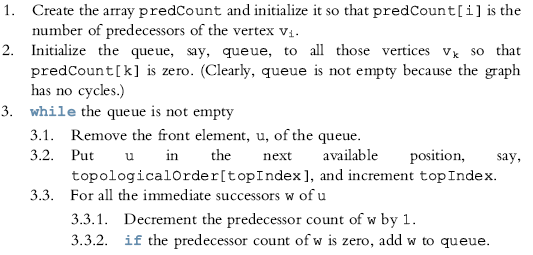 1. Create the array predCount and initialize it so that predCount[i] is the
number of predecessors of the vertex vi.
2. Initialize the queue, say, queue, to all those vertices vk so that
predCount[k] is zero. (Clearly, queue is not empty because the graph
has no cycles.)
3. while the queue is not empty
3.1. Remove the front element, u, of the queue.
3.2. Put u in the next available position, say,
topologicalOrder[topIndex], and increment topIndex.
3.3. For all the immediate successors w of u
3.3.1. Decrement the predecessor count of w by 1.
3.3.2. if the predecessor count of w is zero, add w to queue.